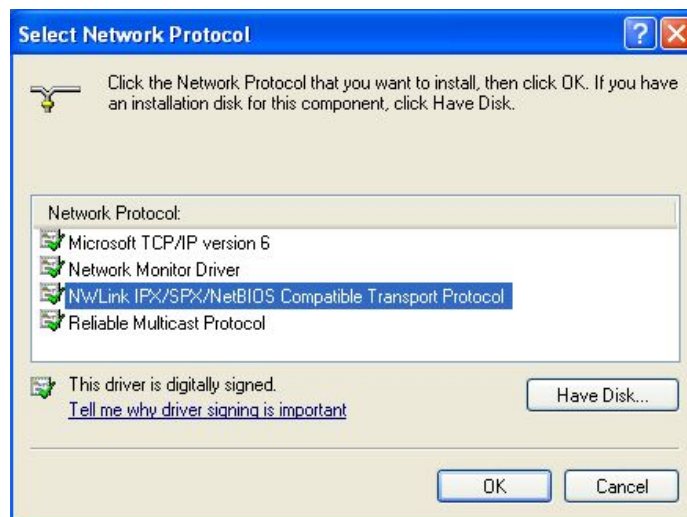 Select Network Protocol
?
Click the Network Protocol that you want to install, then click OK. If you have
an installation disk for this component, click Have Disk.
Network Protocol:
Microsoft TCP/IP version 6
Network Monitor Driver
NWLink IPX/SPX/NetBIOS Compatible Transport Protocol
Reliable Multicast Protocol
This driver is digitally signed.
Tell me why driver signing is important
Have Disk...
OK Cancel